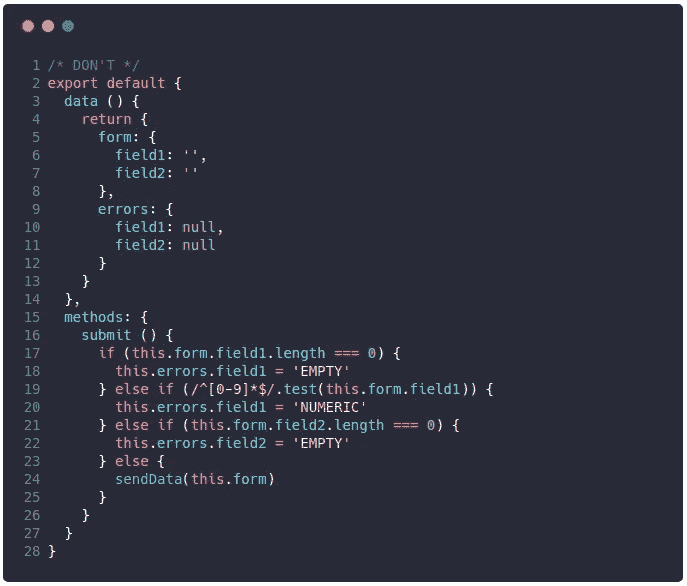 1 /* DON'T */
2 export default {
3   data () {
4     return {
5       form: {
6         field1: '',
7         field2: ''
8       },
9       errors: {
10         field1: null,
11         field2: null
12       }
13     }
14   },
15   methods: {
16     submit () {
17       if (this.form.field1.length === 0) {
18         this.errors.field1 = 'EMPTY'
19       } else if (/^[0-9]*$/.test(this.form.field1)) {
20         this.errors.field1 = 'NUMERIC'
21       } else if (this.form.field2.length === 0) {
22         this.errors.field2 = 'EMPTY'
23       } else {
24         sendData(this.form)
25       }
26     }
27   }
28 }